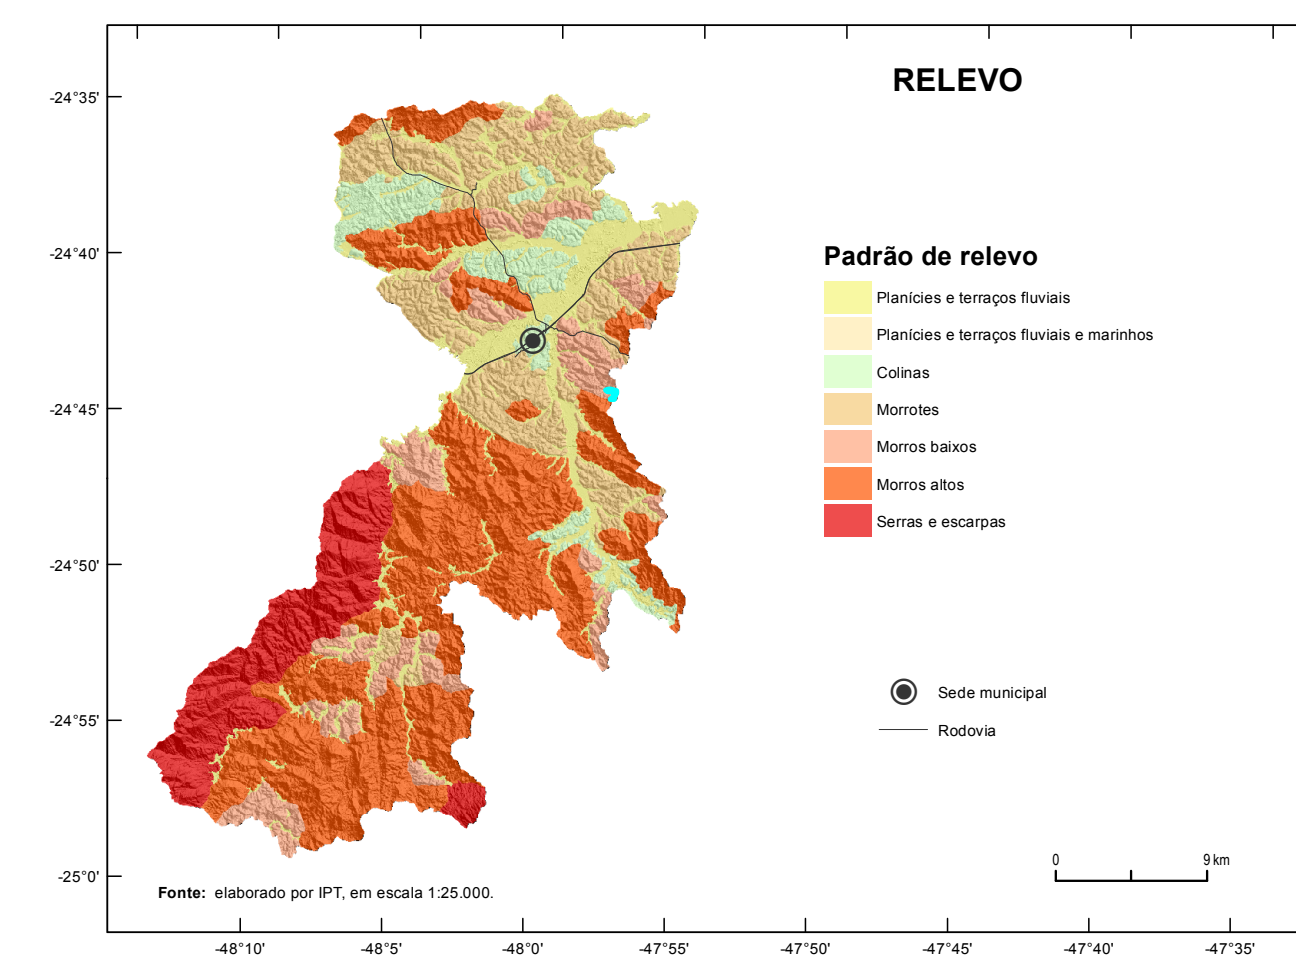 RELEVO
-24°35'
-24°40'
-24°45'
-24°50'
-24°55'
-25°0'
Padrão de relevo
Planícies e terraços fluviais
Planícies e terraços fluviais e marinhos
Colinas
Morrotes
Morros baixos
Morros altos
Serras e escarpas
Sede municipal
Rodovia
0 9 km
Fonte: elaborado por IPT, em escala 1:25.000.
-48°10' -48°5' -48°0' -47°55' -47°50' -47°45' -47°40' -47°35'